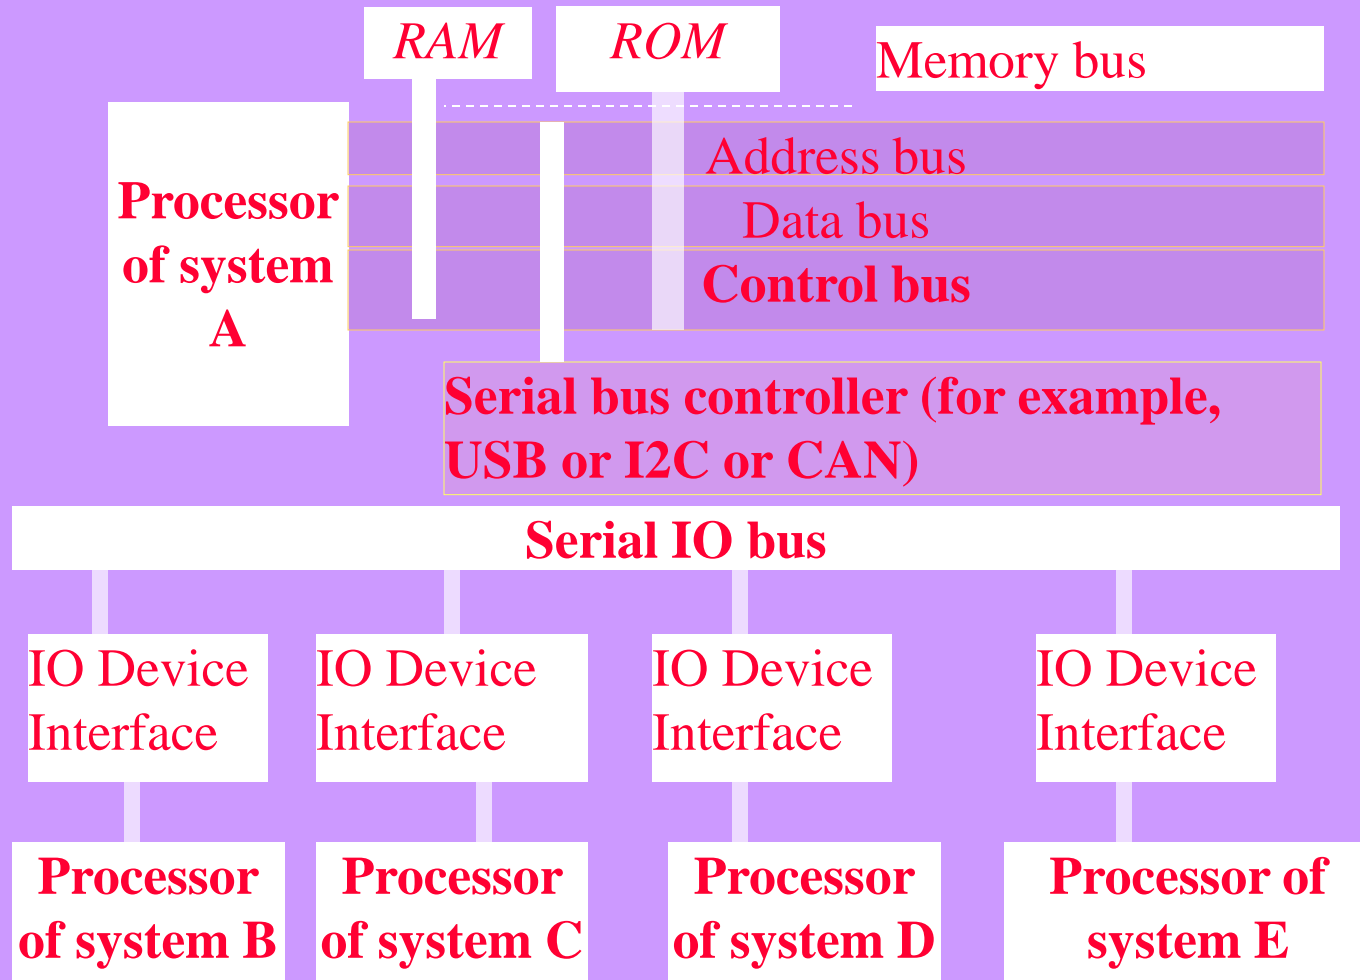 RAM
ROM
Memory bus
Address bus
Data bus
Control bus
Processor
of system
A
Serial bus controller (for example,
USB or I2C or CAN)
Serial IO bus
IO Device
Interface
IO Device
Interface
IO Device
Interface
IO Device
Interface
Processor
of system B
Processor
of system C
Processor
of system D
Processor of
system E